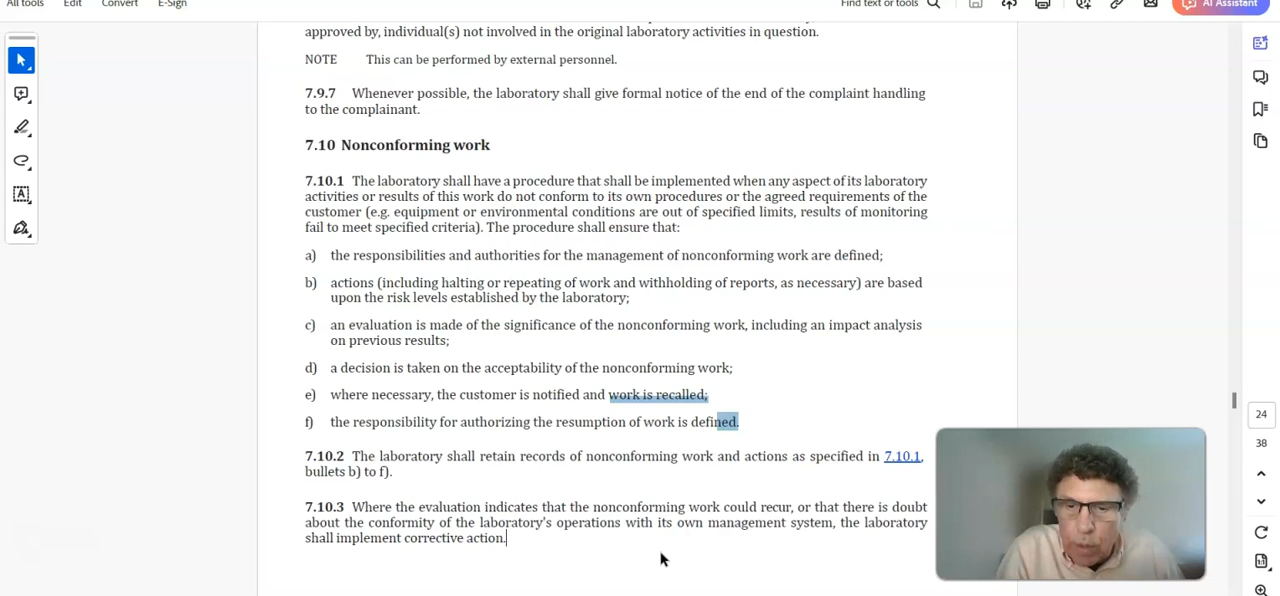 All tools Edit Convert E-Sign Find text or tools AI Assistant
approved by, individual(s) not involved in the original laboratory activities in question.
NOTE This can be performed by external personnel.
7.9.7 Whenever possible, the laboratory shall give formal notice of the end of the complaint handling
to the complainant.
7.10 Nonconforming work
7.10.1 The laboratory shall have a procedure that shall be implemented when any aspect of its laboratory
activities or results of this work do not conform to its own procedures or the agreed requirements of the
customer (e.g. equipment or environmental conditions are out of specified limits, results of monitoring
fail to meet specified criteria). The procedure shall ensure that:
a) the responsibilities and authorities for the management of nonconforming work are defined;
b) actions (including halting or repeating of work and withholding of reports, as necessary) are based
upon the risk levels established by the laboratory;
c) an evaluation is made of the significance of the nonconforming work, including an impact analysis
on previous results;
d) a decision is taken on the acceptability of the nonconforming work;
e) where necessary, the customer is notified and work is recalled;
f) the responsibility for authorizing the resumption of work is defined.
7.10.2 The laboratory shall retain records of nonconforming work and actions as specified in 7.10.1,
bullets b) to f).
7.10.3 Where the evaluation indicates that the nonconforming work could recur, or that there is doubt
about the conformity of the laboratory's operations with its own management system, the laboratory
shall implement corrective action.
24
38